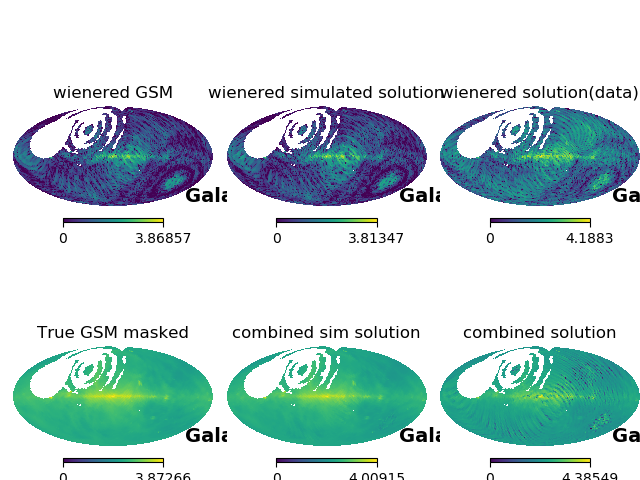 wienered GSM
wienered simulated solution
wienered solution(data)
Gala
Gala
Ga
0 3.86857
0 3.81347
0 4.1883
True GSM masked
combined sim solution
combined solution
Gala
Gala
Ga
0 3.87266
0 4.00915
0 4.38549